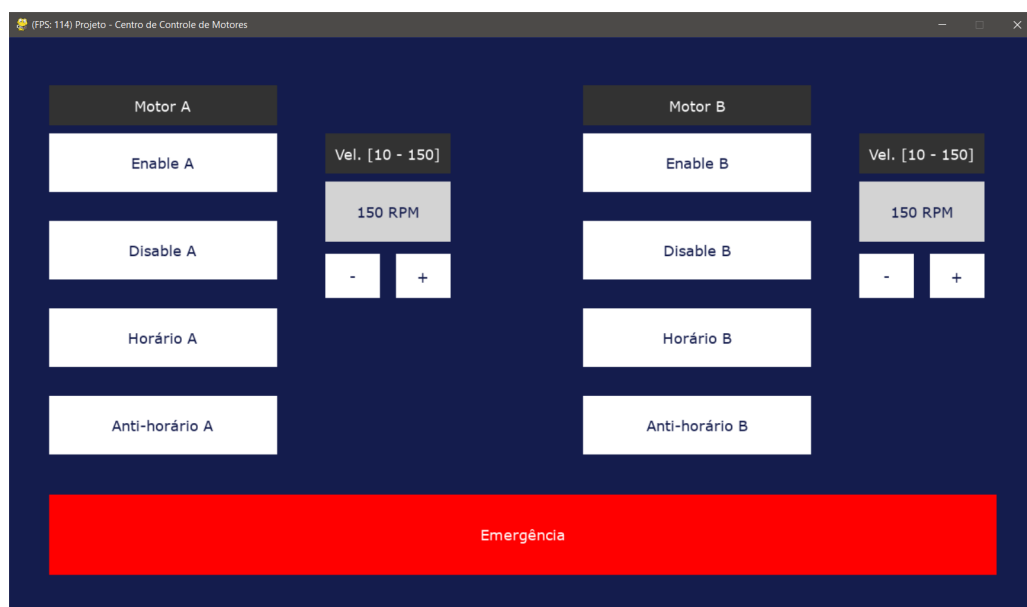 (FPS: 114) Projeto - Centro de Controle de Motores
Motor A
Enable A
Disable A
Horário A
Anti-horário A
Vel. [10 - 150]
150 RPM
- +
Motor B
Enable B
Disable B
Horário B
Anti-horário B
Vel. [10 - 150]
150 RPM
- +
Emergência